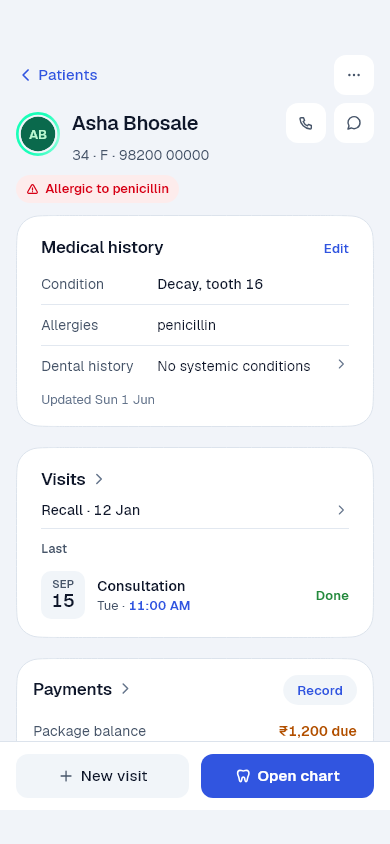 Patients
AB
Asha Bhosale
34 · F · 98200 00000
Allergic to penicillin
Medical history
Edit
Condition Decay, tooth 16
Allergies penicillin
Dental history No systemic conditions
Updated Sun 1 Jun
Visits
Recall · 12 Jan
Last
SEP
15
Consultation
Tue · 11:00 AM
Done
Payments
Record
Package balance ₹1,200 due
New visit
Open chart